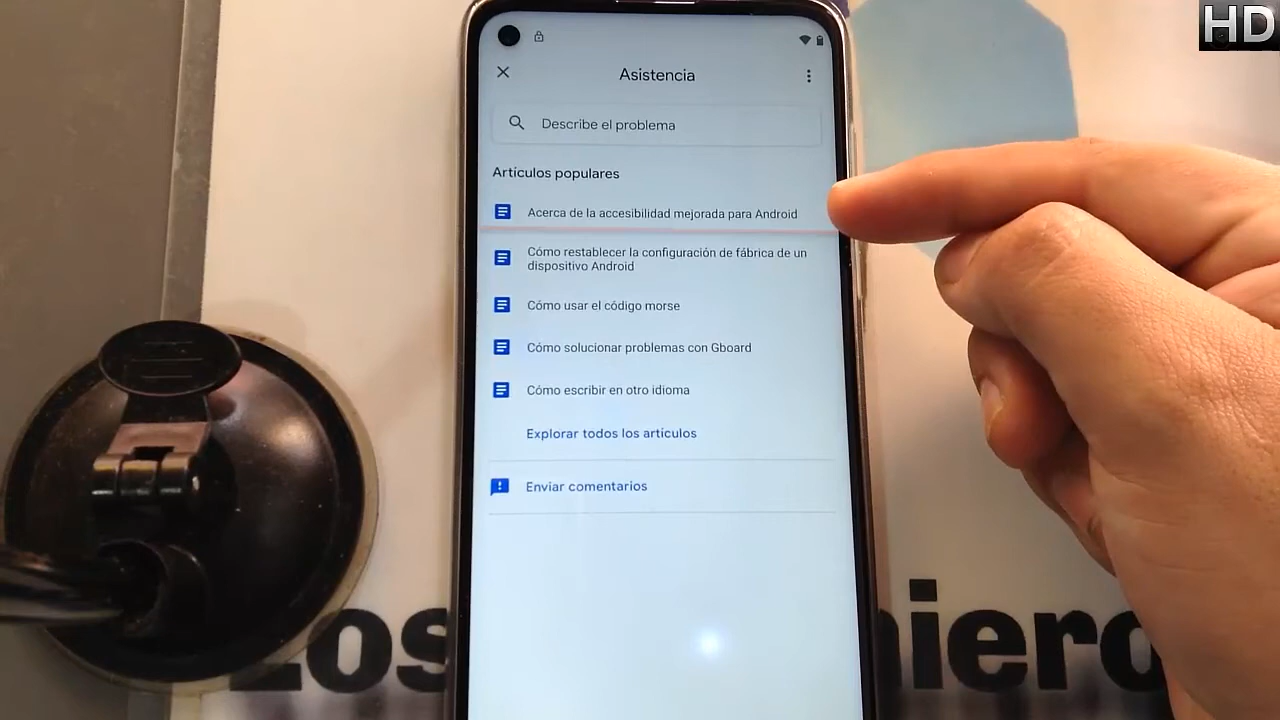 HD
Asistencia
Describe el problema
Artículos populares
Acerca de la accesibilidad mejorada para Android
Cómo restablecer la configuración de fábrica de un
dispositivo Android
Cómo usar el código morse
Cómo solucionar problemas con Gboard
Cómo escribir en otro idioma
Explorar todos los artículos
Enviar comentarios
Los
niero